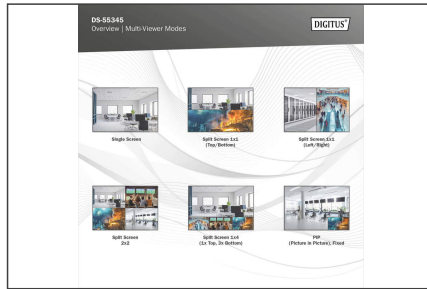 DS-55345
Overview | Multi-Viewer Modes
DIGITUS®
Single Screen
Split Screen 1x1
(Top/Bottom)
Split Screen 1x1
(Left/Right)
Split Screen
2x2
Split Screen 1x4
(1x Top, 3x Bottom)
PIP
(Picture in Picture), Fixed